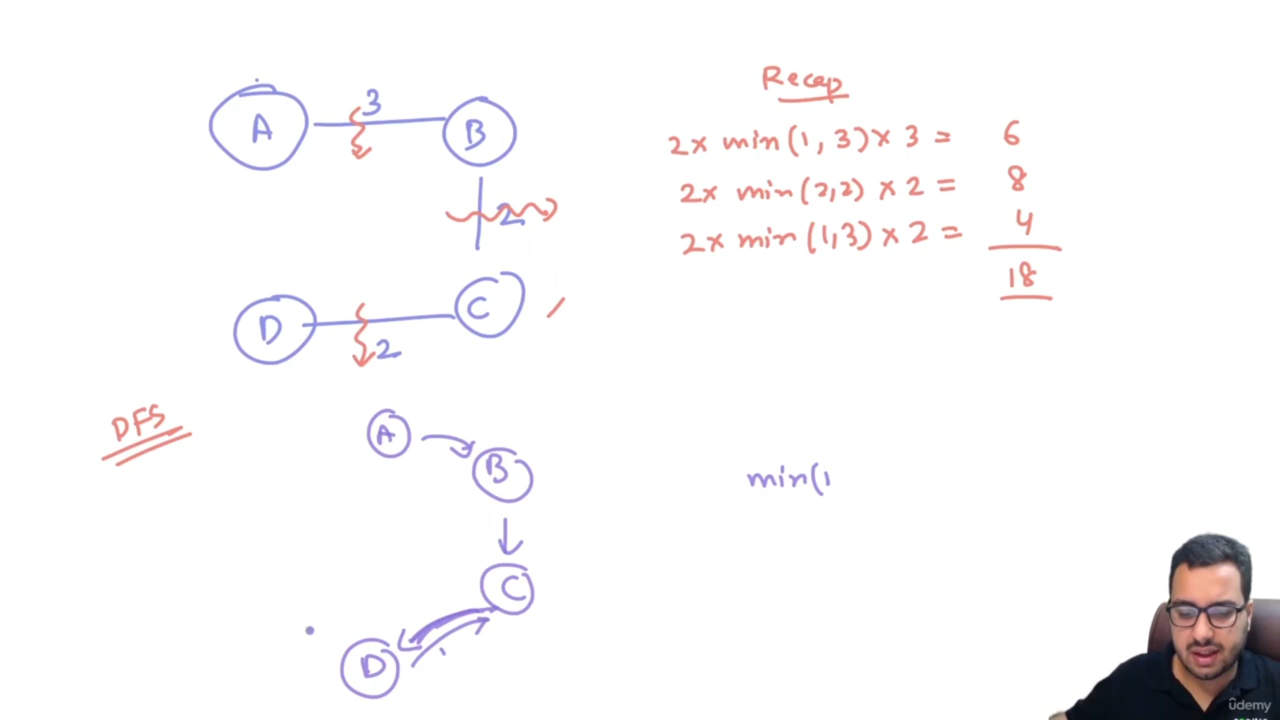 Recap
3
A
B
2x min(1, 3) x 3 = 6
2x min(2,2) x 2 = 8
2x min(1,3) x 2 = 4
18
2
D
C
2
DFS
A
B
min(1
C
D
ûdemy